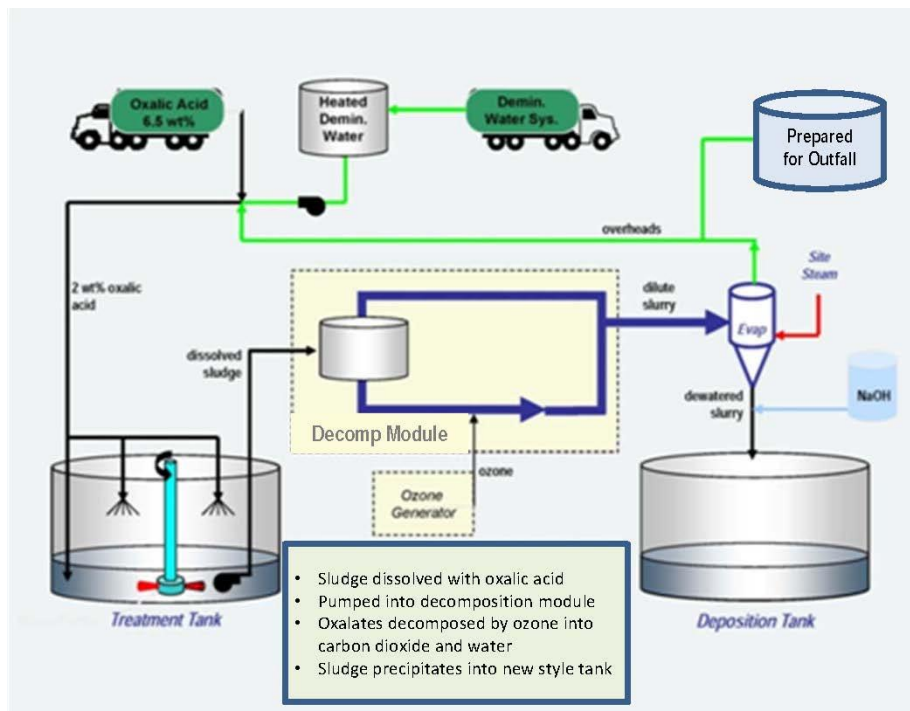 Oxalic Acid
6.5 wt%
Heated
Demin.
Water
Demin.
Water Sys.
Prepared
for Outfall
overheads
Site
Steam
2 wt% oxalic
acid
dilute
slurry
Evap
dissolved
sludge
dewatered
slurry
NaOH
Decomp Module
ozone
Ozone
Generator
Treatment Tank
• Sludge dissolved with oxalic acid
• Pumped into decomposition module
• Oxalates decomposed by ozone into
carbon dioxide and water
• Sludge precipitates into new style tank
Deposition Tank